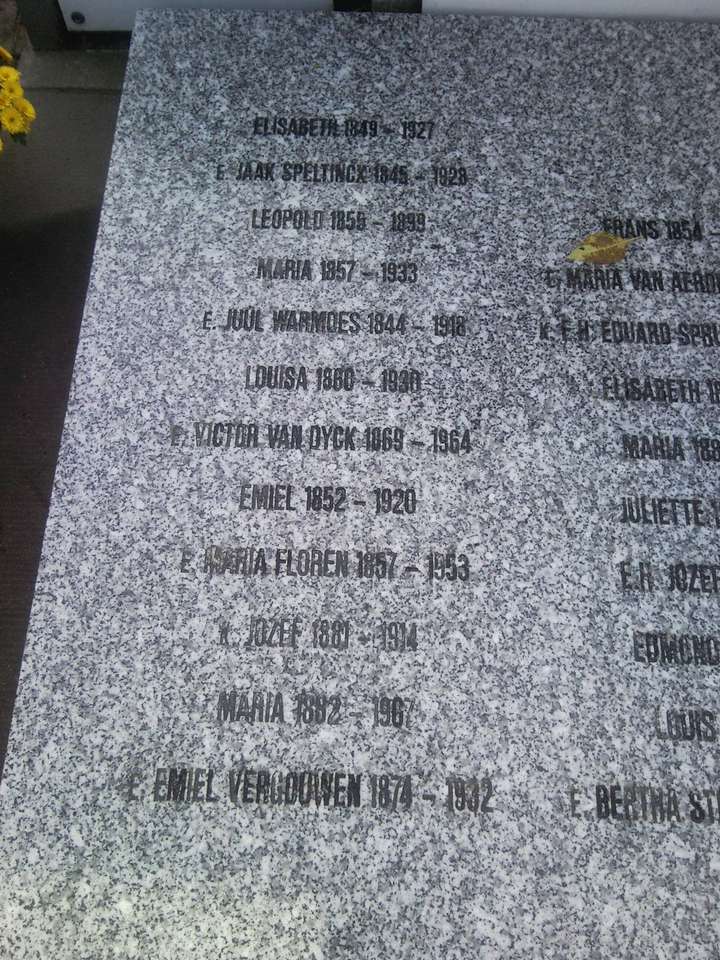 ELISABETH 1849 - 1927
E. JAAK SPELTINCX 1845 - 1928
LEOPOLD 1856 - 1899
MARIA 1857 - 1933
E. JUUL WARMOES 1844 - 1918
LOUISA 1860 - 1930
E. VICTOR VAN DYCK 1869 - 1964
EMIEL 1852 - 1920
E. MARIA FLOREN 1857 - 1953
K. JOZEF 1881 - 1914
MARIA 1882 - 1967
E. EMIEL VERGOUWEN 1874 - 1932
FRANS 1854 -
E. MARIA VAN
K. E.H. EDUARD
ELISABETH
MARIA
JULIETTE
E.H. JOZEF
EDMOND
LOUIS
E. BERTHA